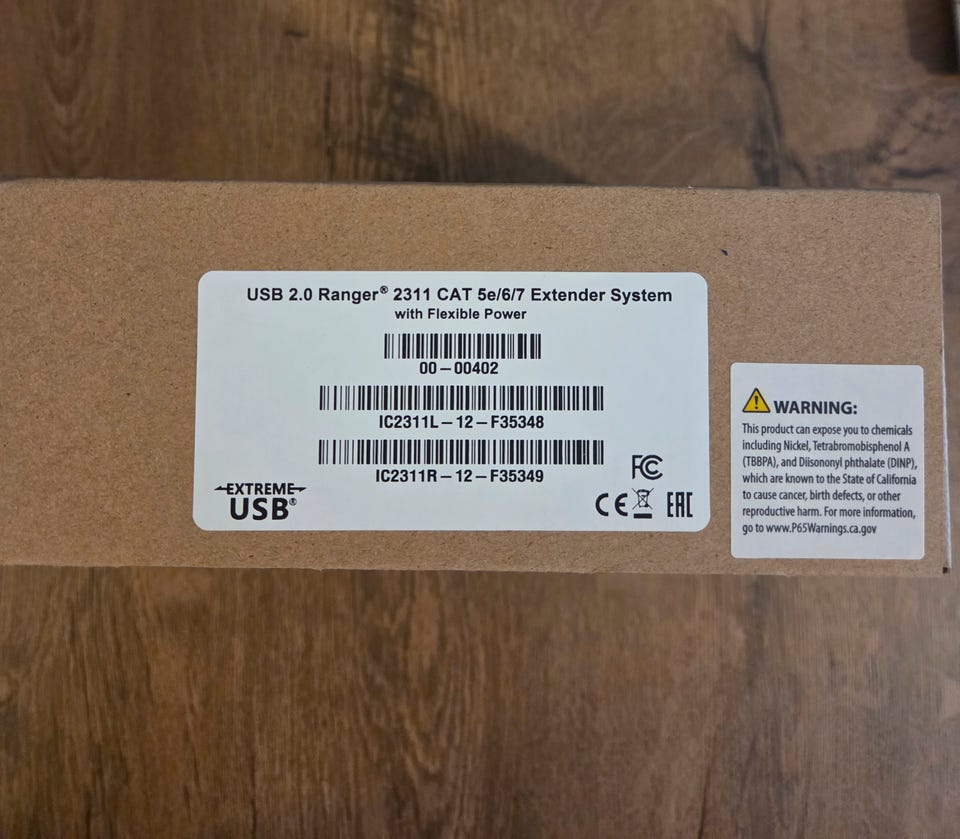 USB 2.0 Ranger® 2311 CAT 5e/6/7 Extender System
with Flexible Power
00-00402
IC2311L-12-F35348
IC2311R-12-F35349
EXTREME
USB®
FC
CE
EAC
WARNING:
This product can expose you to chemicals
including Nickel, Tetrabromobisphenol A
(TBBPA), and Diisononyl phthalate (DINP),
which are known to the State of California
to cause cancer, birth defects, or other
reproductive harm. For more information,
go to www.P65Warnings.ca.gov